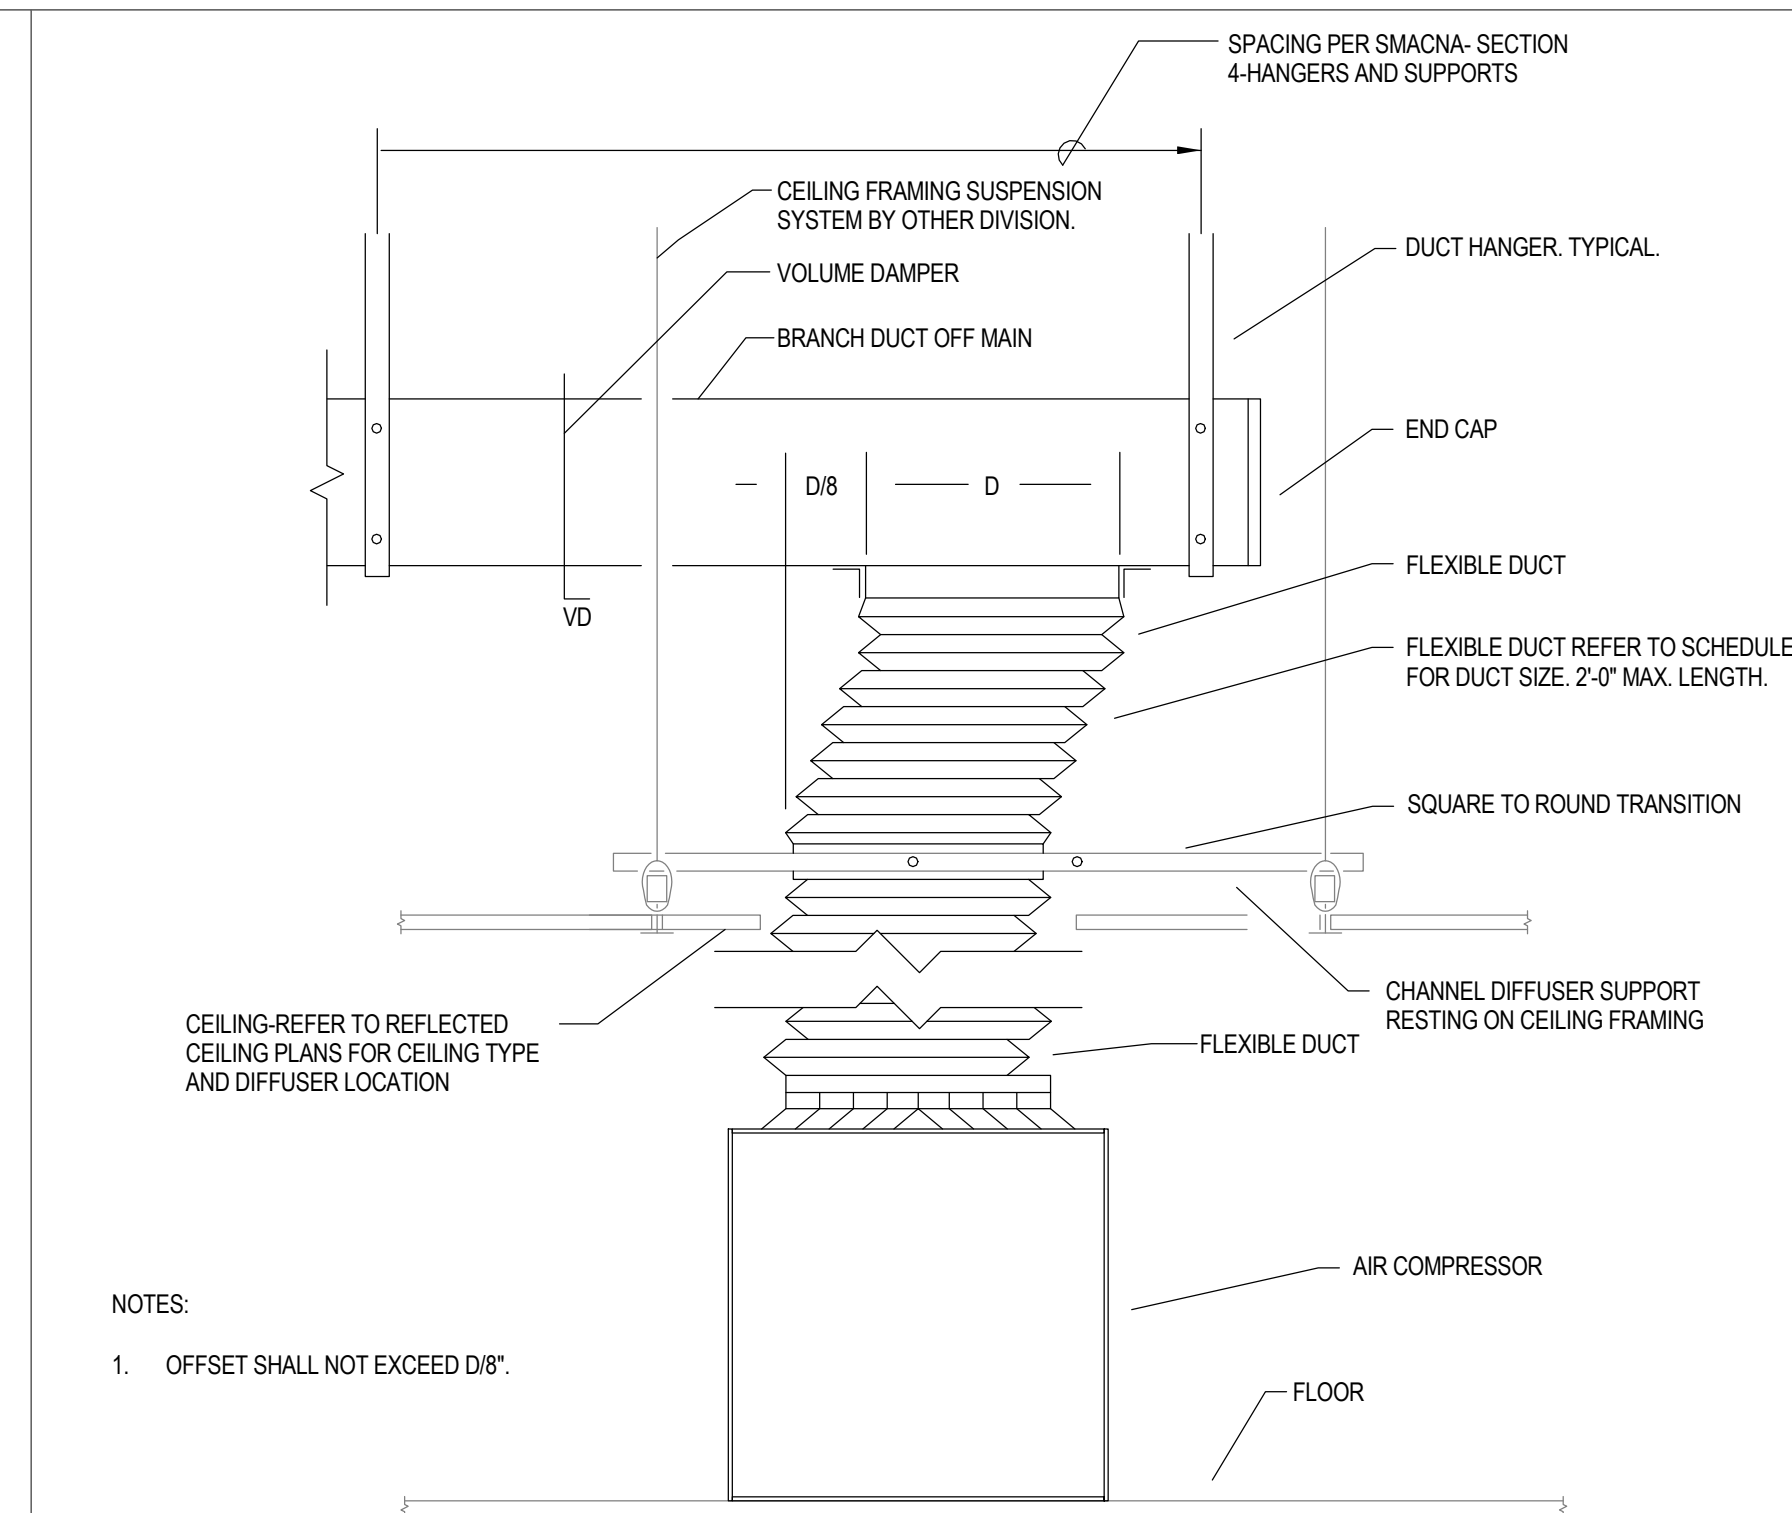 SPACING PER SMACNA- SECTION
4-HANGERS AND SUPPORTS
CEILING FRAMING SUSPENSION
SYSTEM BY OTHER DIVISION.
DUCT HANGER. TYPICAL.
VOLUME DAMPER
BRANCH DUCT OFF MAIN
END CAP
D/8
D
FLEXIBLE DUCT
VD
FLEXIBLE DUCT REFER TO SCHEDULE
FOR DUCT SIZE. 2'-0" MAX. LENGTH.
SQUARE TO ROUND TRANSITION
CHANNEL DIFFUSER SUPPORT
RESTING ON CEILING FRAMING
CEILING-REFER TO REFLECTED
CEILING PLANS FOR CEILING TYPE
AND DIFFUSER LOCATION
FLEXIBLE DUCT
AIR COMPRESSOR
NOTES:
1. OFFSET SHALL NOT EXCEED D/8".
FLOOR